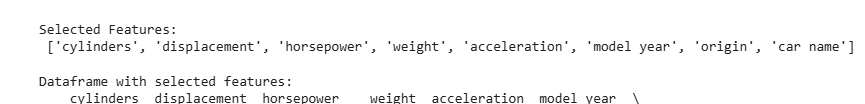 Selected Features:
['cylinders', 'displacement', 'horsepower', 'weight', 'acceleration', 'model year', 'origin', 'car name']
Dataframe with selected features:
cylinders displacement horsepower weight acceleration model year \